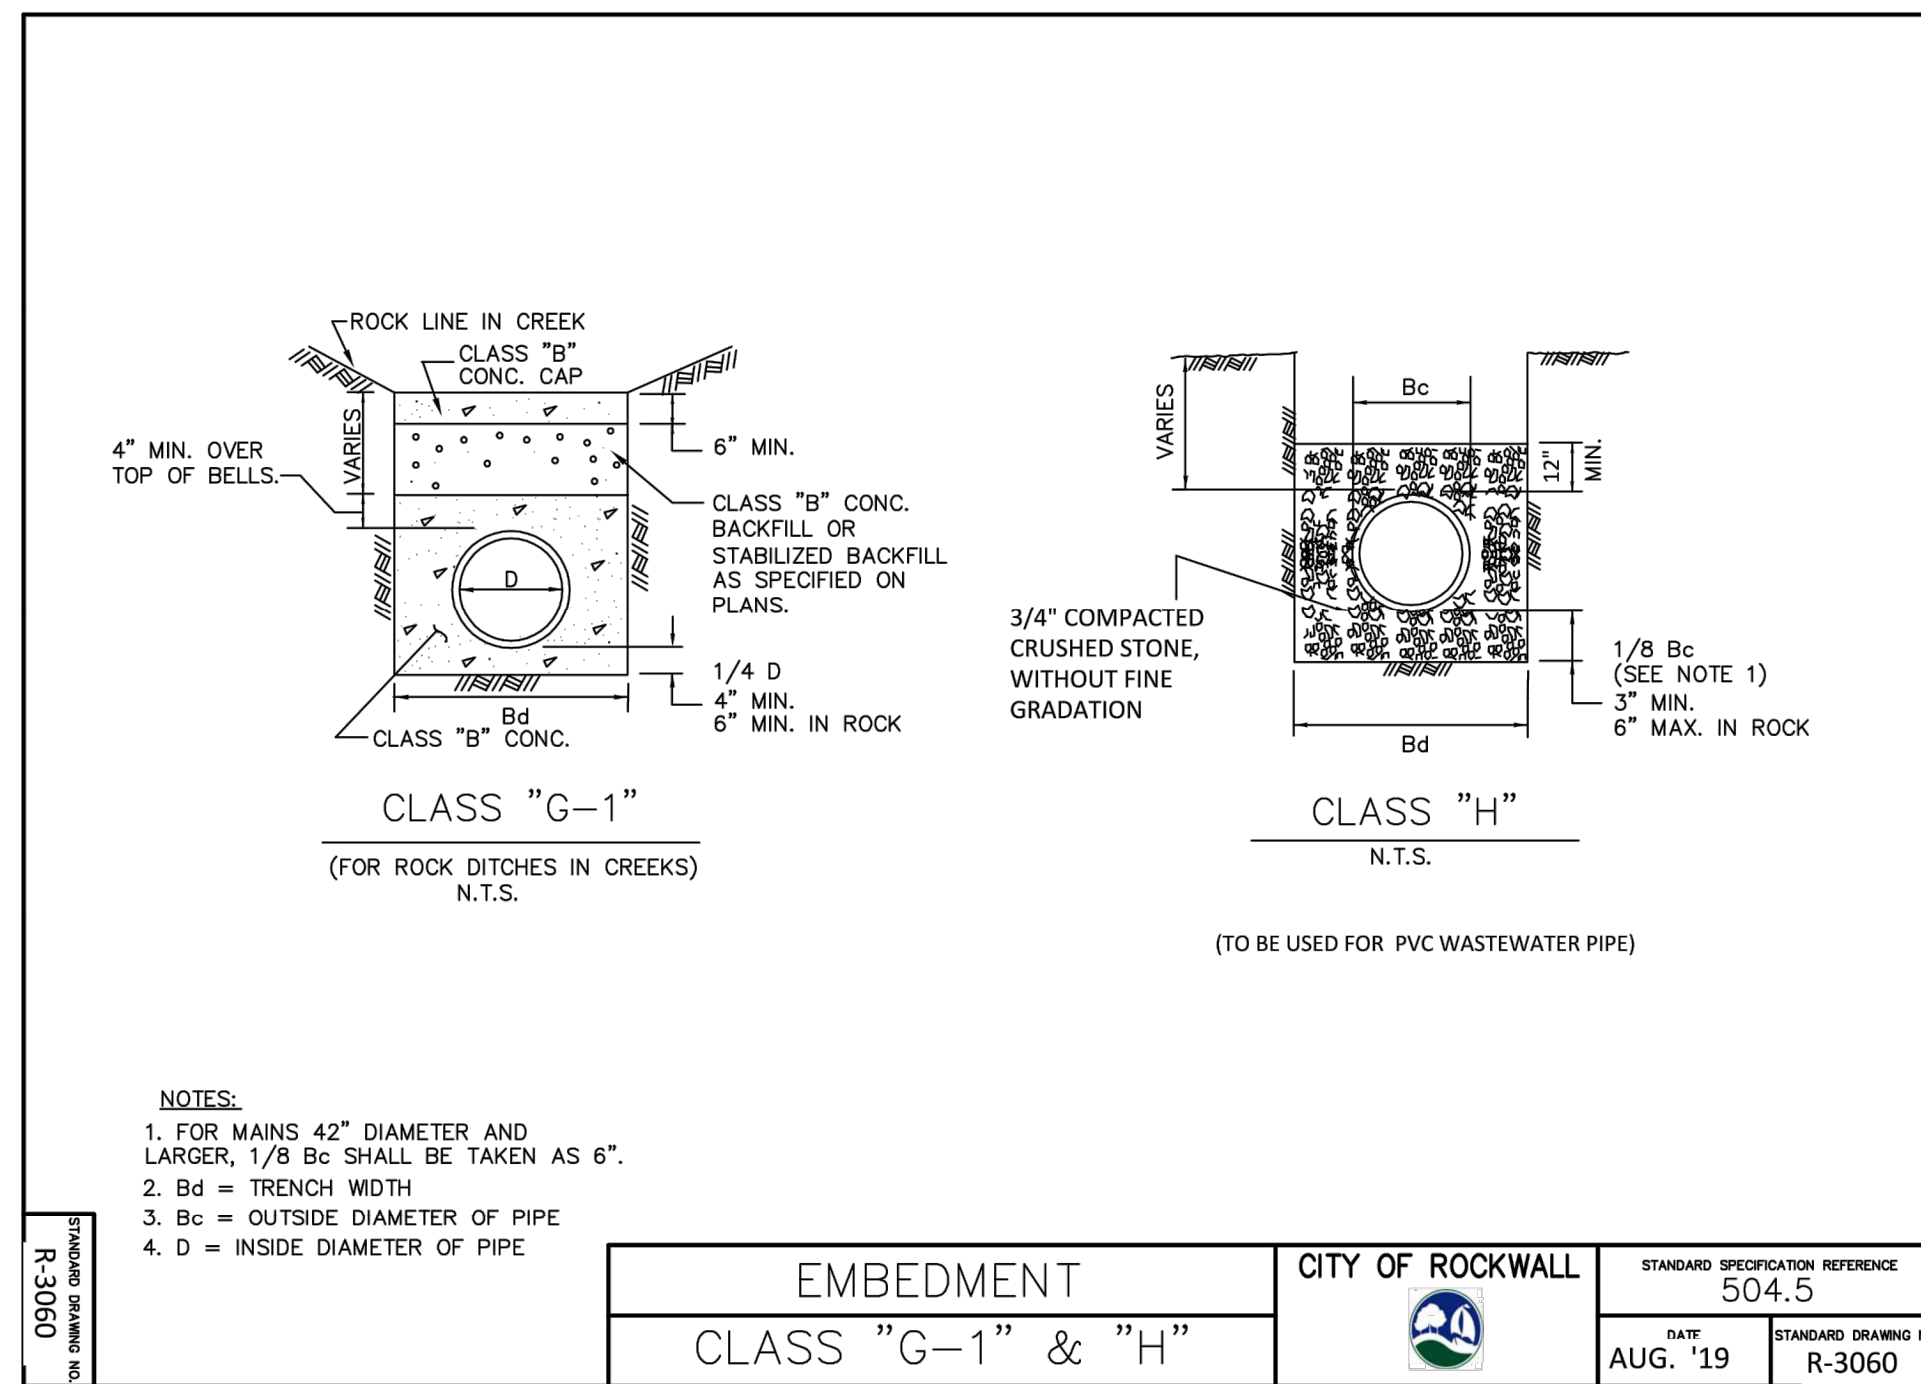 ROCK LINE IN CREEK
CLASS "B"
CONC. CAP
4" MIN. OVER
TOP OF BELLS.
VARIES
6" MIN.
CLASS "B" CONC.
BACKFILL OR
STABILIZED BACKFILL
AS SPECIFIED ON
PLANS.
D
1/4 D
4" MIN.
6" MIN. IN ROCK
Bd
CLASS "B" CONC.
CLASS "G-1"
(FOR ROCK DITCHES IN CREEKS)
N.T.S.
VARIES
Bc
12"
MIN.
3/4" COMPACTED
CRUSHED STONE,
WITHOUT FINE
GRADATION
1/8 Bc
(SEE NOTE 1)
3" MIN.
6" MAX. IN ROCK
Bd
CLASS "H"
N.T.S.
(TO BE USED FOR PVC WASTEWATER PIPE)
NOTES:
1. FOR MAINS 42" DIAMETER AND
LARGER, 1/8 Bc SHALL BE TAKEN AS 6".
2. Bd = TRENCH WIDTH
3. Bc = OUTSIDE DIAMETER OF PIPE
4. D = INSIDE DIAMETER OF PIPE
STANDARD DRAWING NO.
R-3060
EMBEDMENT
CLASS "G-1" & "H"
CITY OF ROCKWALL
STANDARD SPECIFICATION REFERENCE
504.5
DATE
AUG. '19
STANDARD DRAWING
R-3060